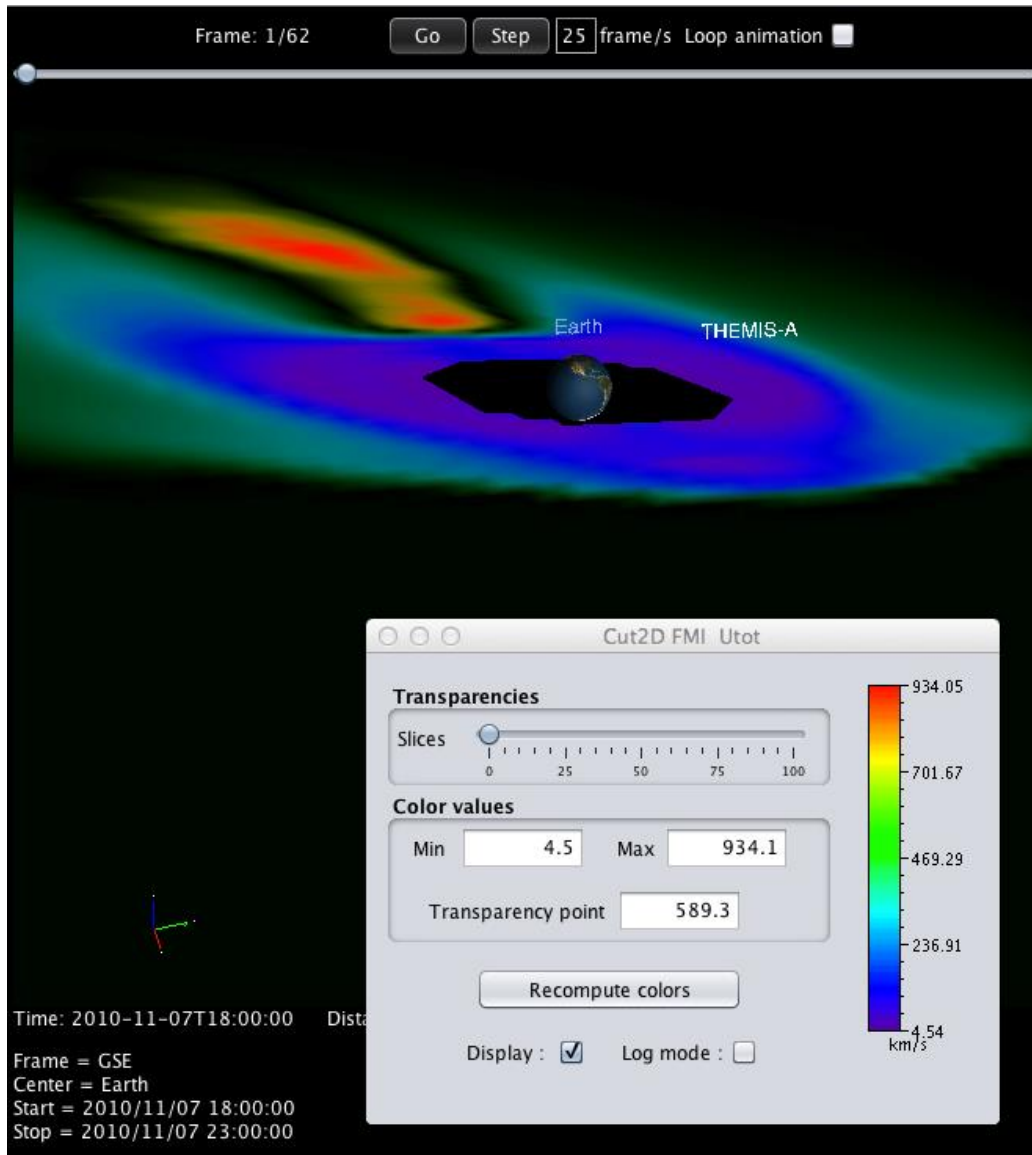 Frame: 1/62 Go Step 25 frame/s Loop animation
Earth
THEMIS-A
Cut2D FMI Utot
Transparencies
Slices
0 25 50 75 100
Color values
Min 4.5 Max 934.1
Transparency point 589.3
Recompute colors
Display : Log mode :
934.05
701.67
469.29
236.91
4.54
km/s
Time: 2010-11-07T18:00:00 Dista
Frame = GSE
Center = Earth
Start = 2010/11/07 18:00:00
Stop = 2010/11/07 23:00:00